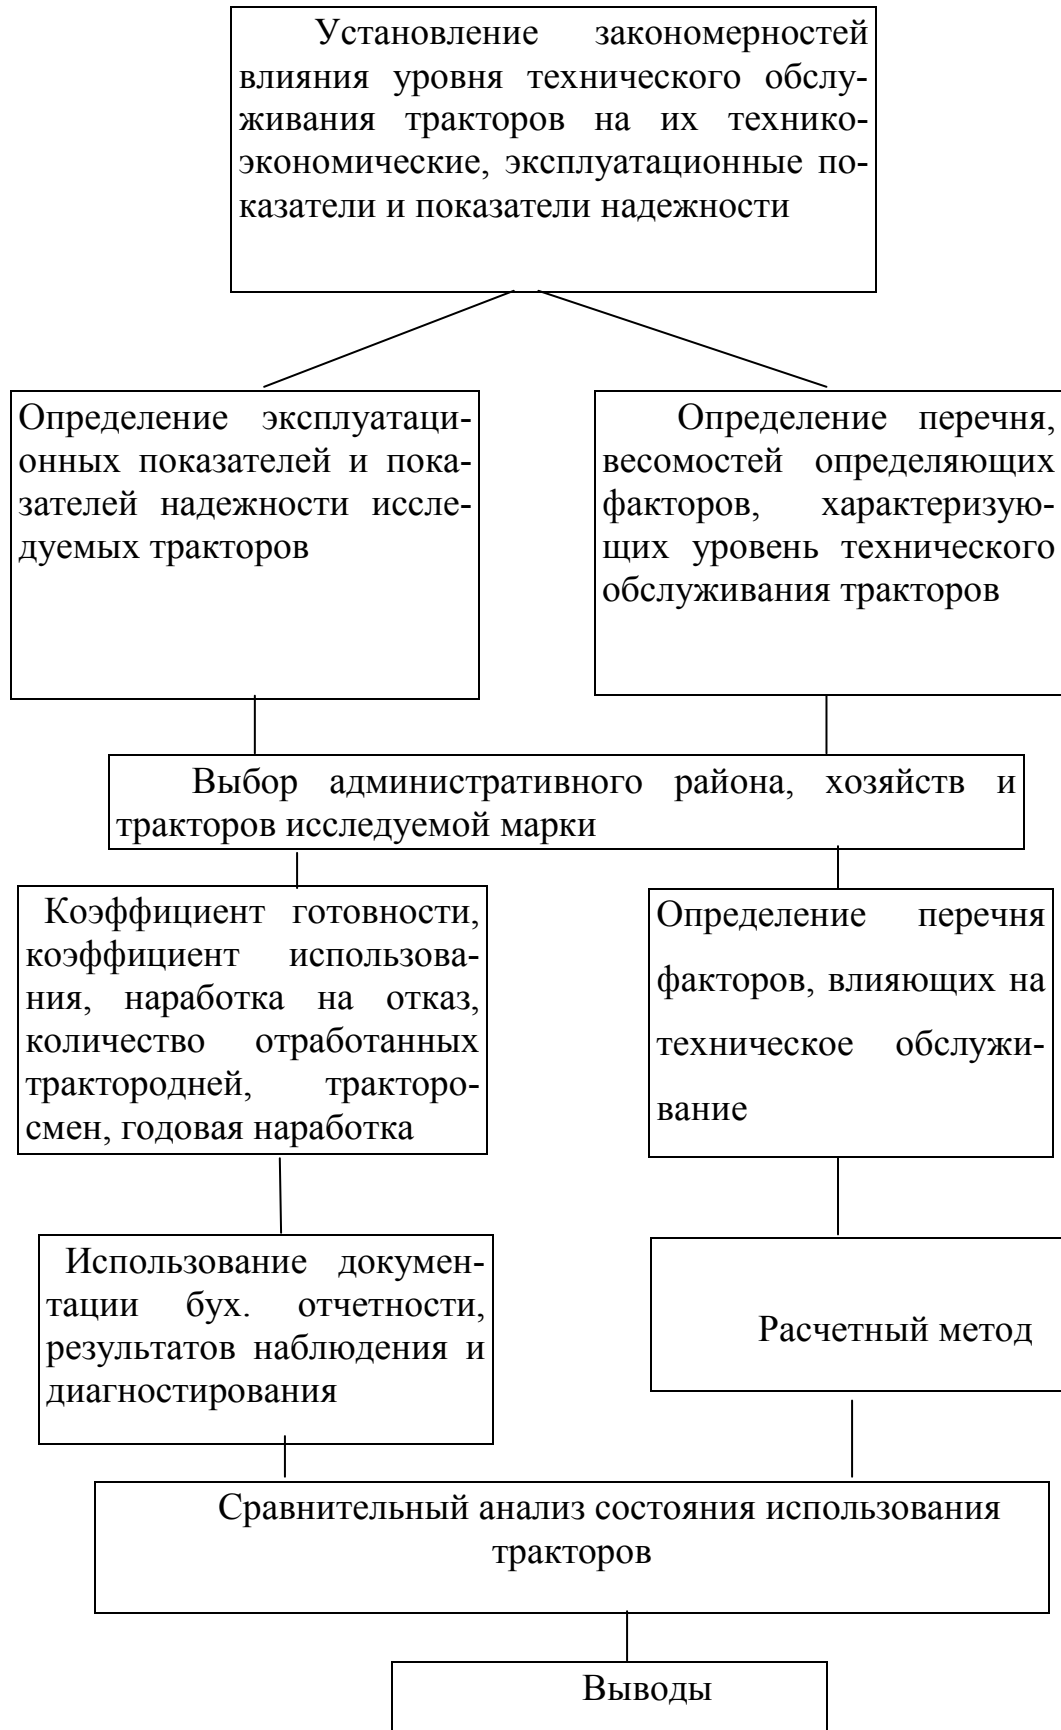 Установление закономерностей
влияния уровня технического обслу-
живания тракторов на их технико-
экономические, эксплуатационные по-
казатели и показатели надежности
Определение эксплуатаци-
онных показателей и пока-
зателей надежности иссле-
дуемых тракторов
Определение перечня,
весомостей определяющих
факторов, характеризую-
щих уровень технического
обслуживания тракторов
Выбор административного района, хозяйств и
тракторов исследуемой марки
Коэффициент готовности,
коэффициент использова-
ния, наработка на отказ,
количество отработанных
трактородней, тракторо-
смен, годовая наработка
Определение перечня
факторов, влияющих на
техническое обслужи-
вание
Использование докумен-
тации бух. отчетности,
результатов наблюдения и
диагностирования
Расчетный метод
Сравнительный анализ состояния использования
тракторов
Выводы